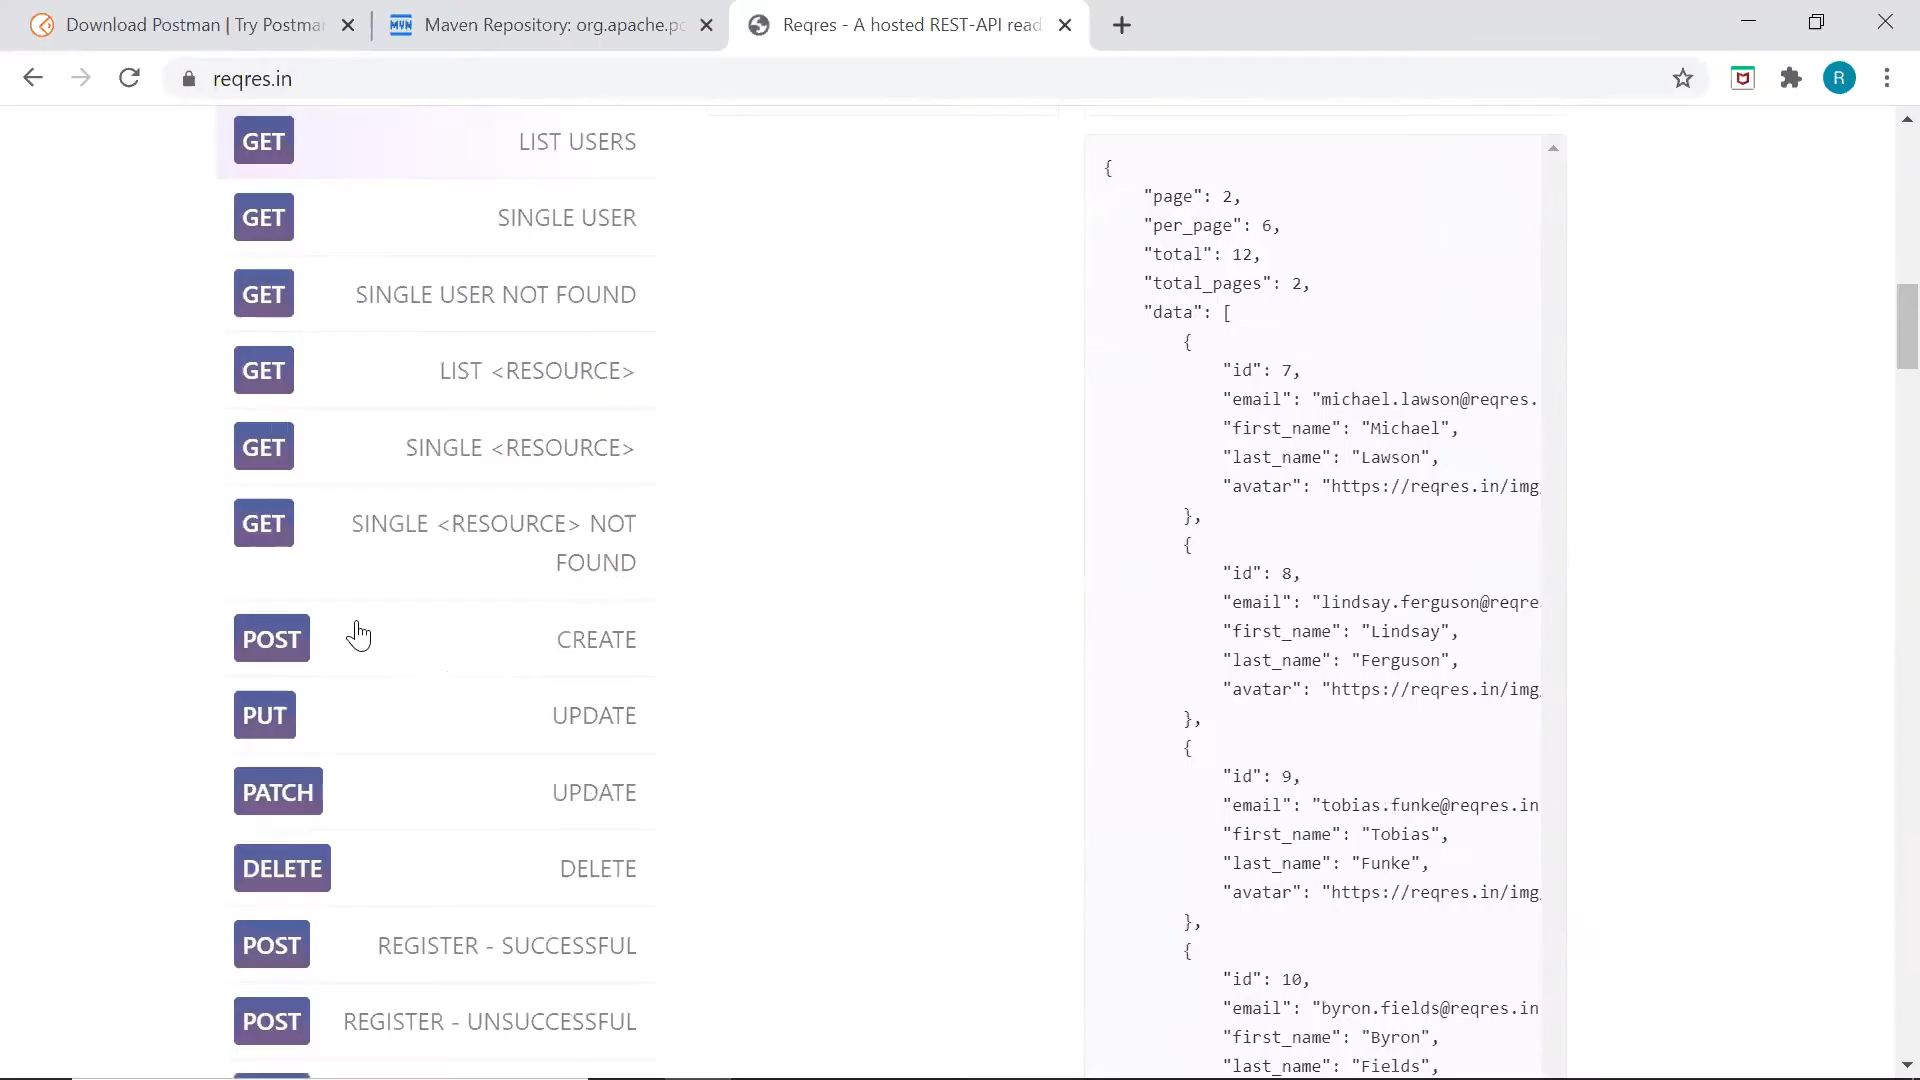 Download Postman | Try Postma
Maven Repository: org.apache.po
Reqres - A hosted REST-API read
reqres.in
R
GET LIST USERS
GET SINGLE USER
GET SINGLE USER NOT FOUND
GET LIST <RESOURCE>
GET SINGLE <RESOURCE>
GET SINGLE <RESOURCE> NOT
FOUND
POST CREATE
PUT UPDATE
PATCH UPDATE
DELETE DELETE
POST REGISTER - SUCCESSFUL
POST REGISTER - UNSUCCESSFUL
{
"page": 2,
"per_page": 6,
"total": 12,
"total_pages": 2,
"data": [
{
"id": 7,
"email": "michael.lawson@reqres.
"first_name": "Michael",
"last_name": "Lawson",
"avatar": "https://reqres.in/img
},
{
"id": 8,
"email": "lindsay.ferguson@reqre
"first_name": "Lindsay",
"last_name": "Ferguson",
"avatar": "https://reqres.in/img
},
{
"id": 9,
"email": "tobias.funke@reqres.in
"first_name": "Tobias",
"last_name": "Funke",
"avatar": "https://reqres.in/img
},
{
"id": 10,
"email": "byron.fields@reqres.in
"first_name": "Byron",
"last_name": "Fields",